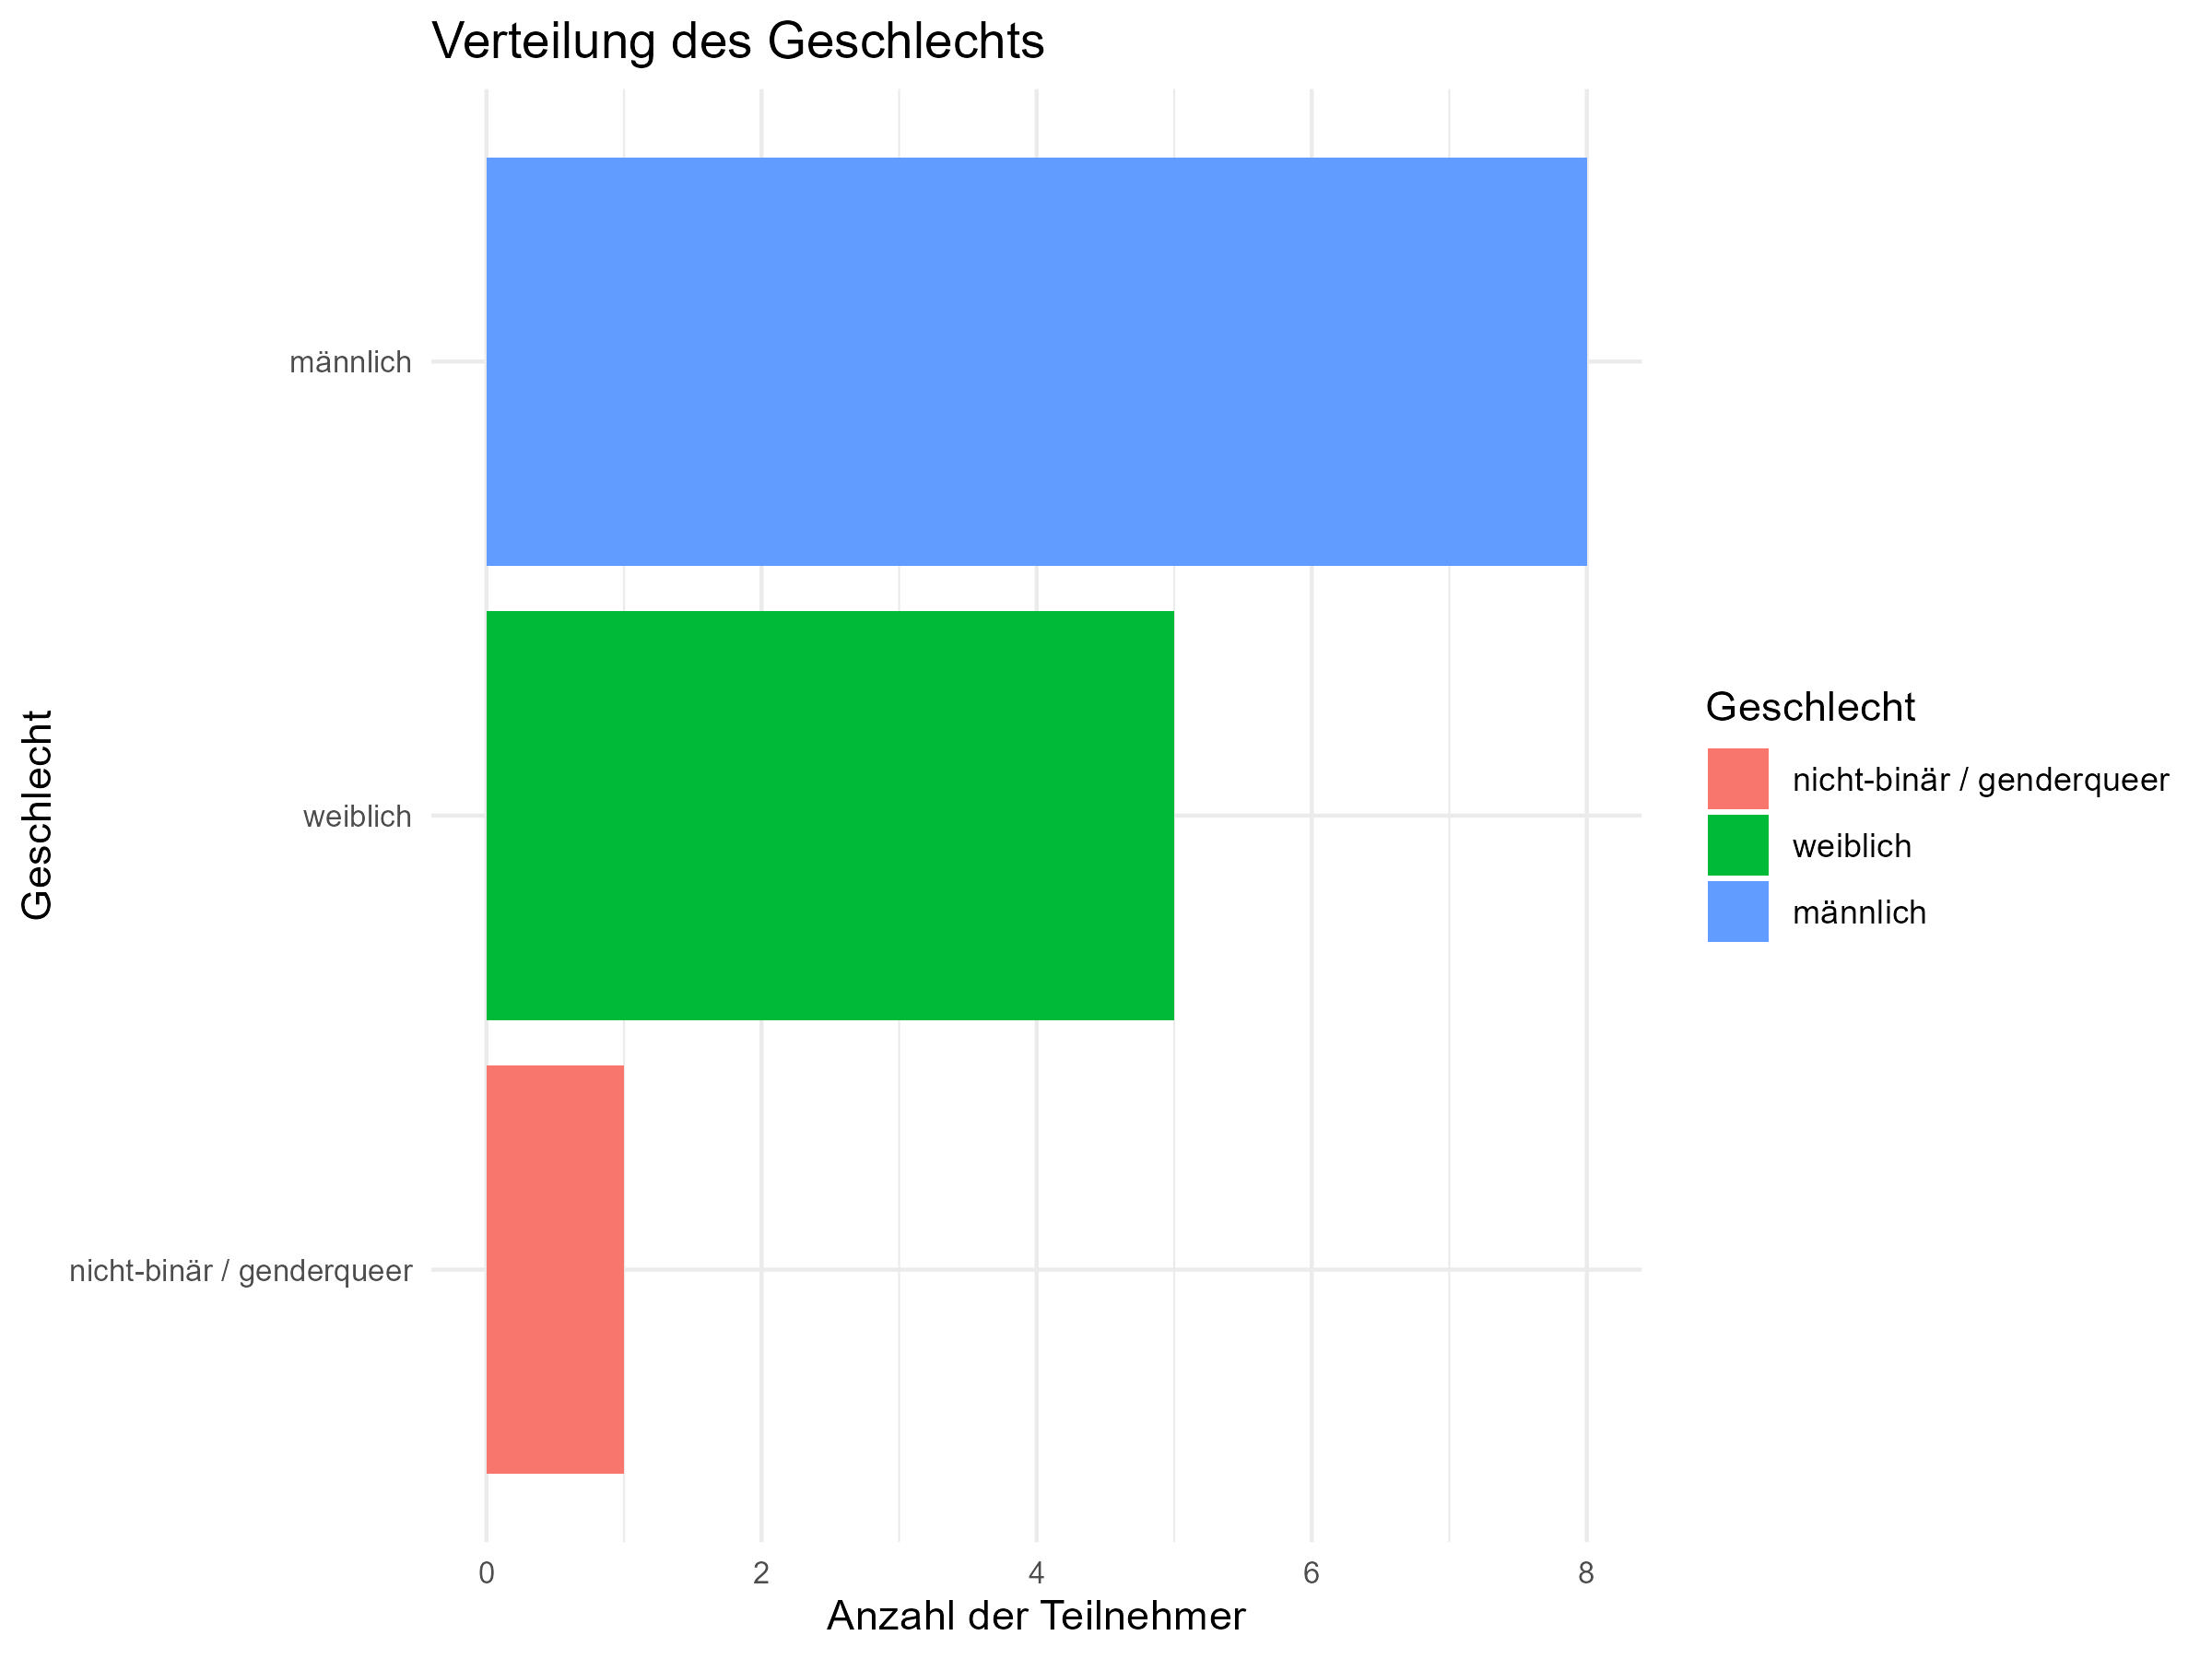 Verteilung des Geschlechts
Geschlecht
männlich
weiblich
nicht-binär / genderqueer
0 2 4 6 8
Anzahl der Teilnehmer
Geschlecht
nicht-binär / genderqueer
weiblich
männlich